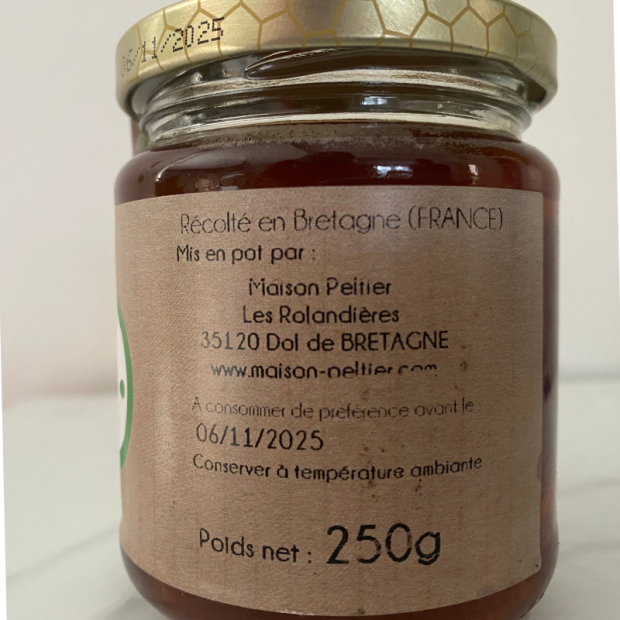 06/11/2025
Récolté en Bretagne (FRANCE)
Mis en pot par :
Maison Peltier
Les Rolandières
35120 Dol de BRETAGNE
www.maison-peltier.com
A consommer de préférence avant le :
06/11/2025
Conserver à température ambiante
Poids net : 250g